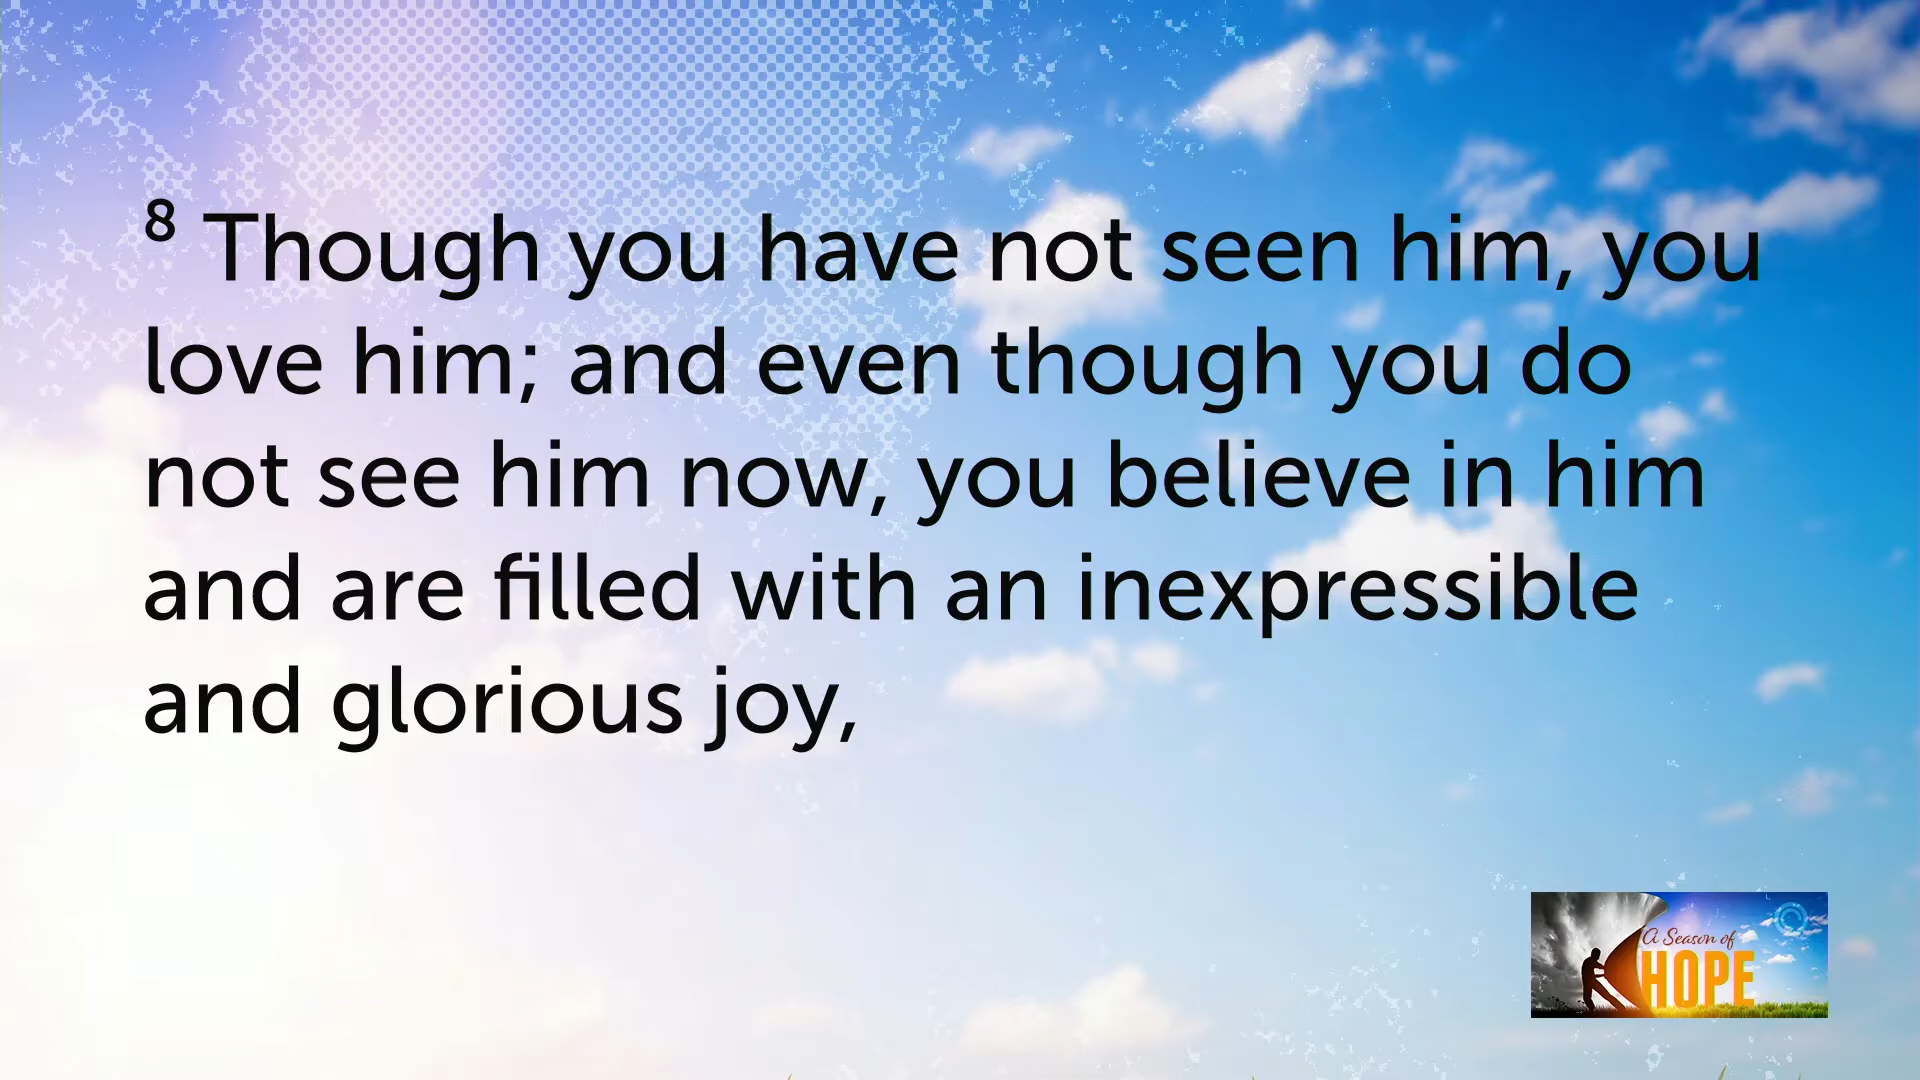 8 Though you have not seen him, you
love him; and even though you do
not see him now, you believe in him
and are filled with an inexpressible
and glorious joy,
A Season of
HOPE